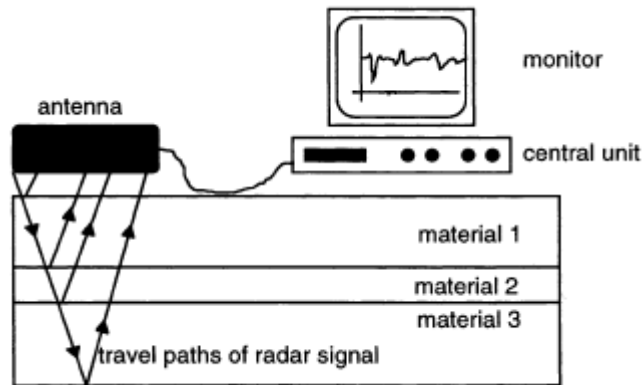 monitor
antenna
central unit
material 1
material 2
material 3
travel paths of radar signal